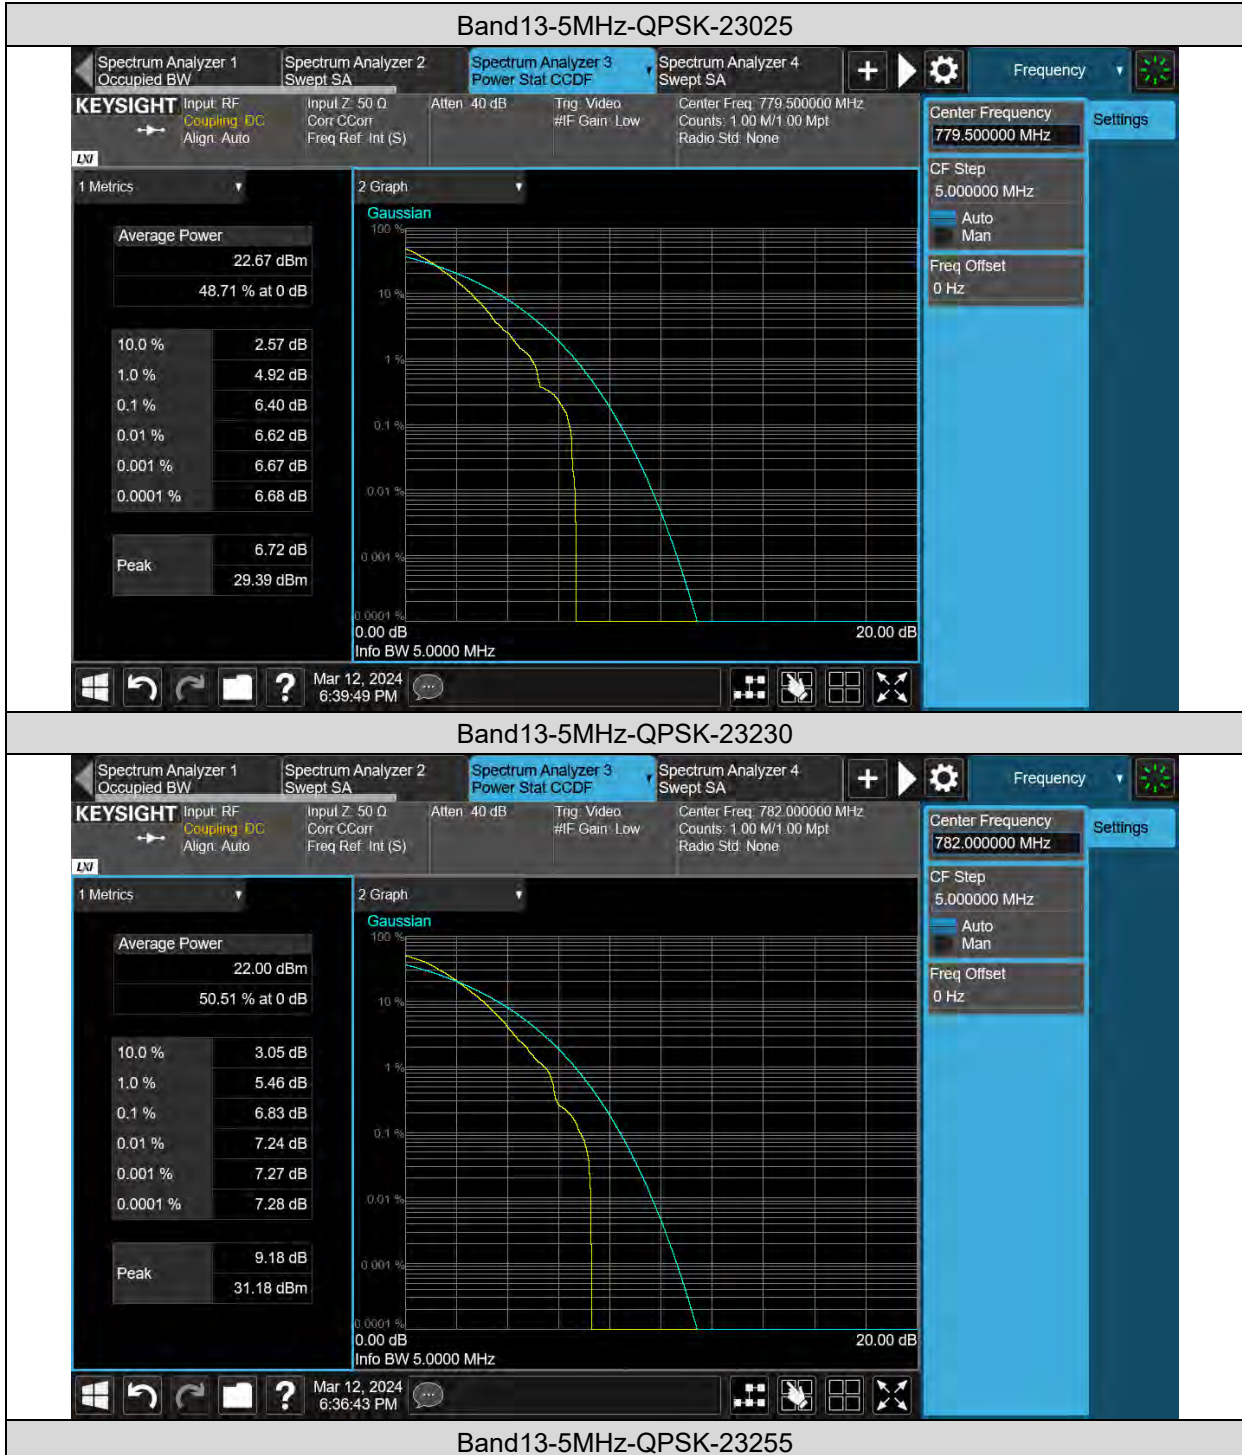 Band13-5MHz-QPSK-23025
Spectrum Analyzer 1
Occupied BW
Spectrum Analyzer 2
Swept SA
Spectrum Analyzer 3
Power Stat CCDF
Spectrum Analyzer 4
Swept SA
Frequency
KEYSIGHT
Input: RF
Coupling: DC
Align: Auto
Input Z: 50 Ω
Corr CCorr
Freq Ref: Int (S)
Atten: 40 dB
Trig: Video
#IF Gain: Low
Center Freq: 779.500000 MHz
Counts: 1.00 M/1.00 Mpt
Radio Std: None
LXI
Center Frequency
779.500000 MHz
Settings
CF Step
5.000000 MHz
Auto
Man
Freq Offset
0 Hz
1 Metrics
Average Power
22.67 dBm
48.71 % at 0 dB
10.0 % 2.57 dB
1.0 % 4.92 dB
0.1 % 6.40 dB
0.01 % 6.62 dB
0.001 % 6.67 dB
0.0001 % 6.68 dB
Peak
6.72 dB
29.39 dBm
2 Graph
Gaussian
100 %
10 %
1 %
0.1 %
0.01 %
0.001 %
0.0001 %
0.00 dB
20.00 dB
Info BW 5.0000 MHz
?
Mar 12, 2024
6:39:49 PM
Band13-5MHz-QPSK-23230
Spectrum Analyzer 1
Occupied BW
Spectrum Analyzer 2
Swept SA
Spectrum Analyzer 3
Power Stat CCDF
Spectrum Analyzer 4
Swept SA
Frequency
KEYSIGHT
Input: RF
Coupling: DC
Align: Auto
Input Z: 50 Ω
Corr CCorr
Freq Ref: Int (S)
Atten: 40 dB
Trig: Video
#IF Gain: Low
Center Freq: 782.000000 MHz
Counts: 1.00 M/1.00 Mpt
Radio Std: None
LXI
Center Frequency
782.000000 MHz
Settings
CF Step
5.000000 MHz
Auto
Man
Freq Offset
0 Hz
1 Metrics
Average Power
22.00 dBm
50.51 % at 0 dB
10.0 % 3.05 dB
1.0 % 5.46 dB
0.1 % 6.83 dB
0.01 % 7.24 dB
0.001 % 7.27 dB
0.0001 % 7.28 dB
Peak
9.18 dB
31.18 dBm
2 Graph
Gaussian
100 %
10 %
1 %
0.1 %
0.01 %
0.001 %
0.0001 %
0.00 dB
20.00 dB
Info BW 5.0000 MHz
?
Mar 12, 2024
6:36:43 PM
Band13-5MHz-QPSK-23255